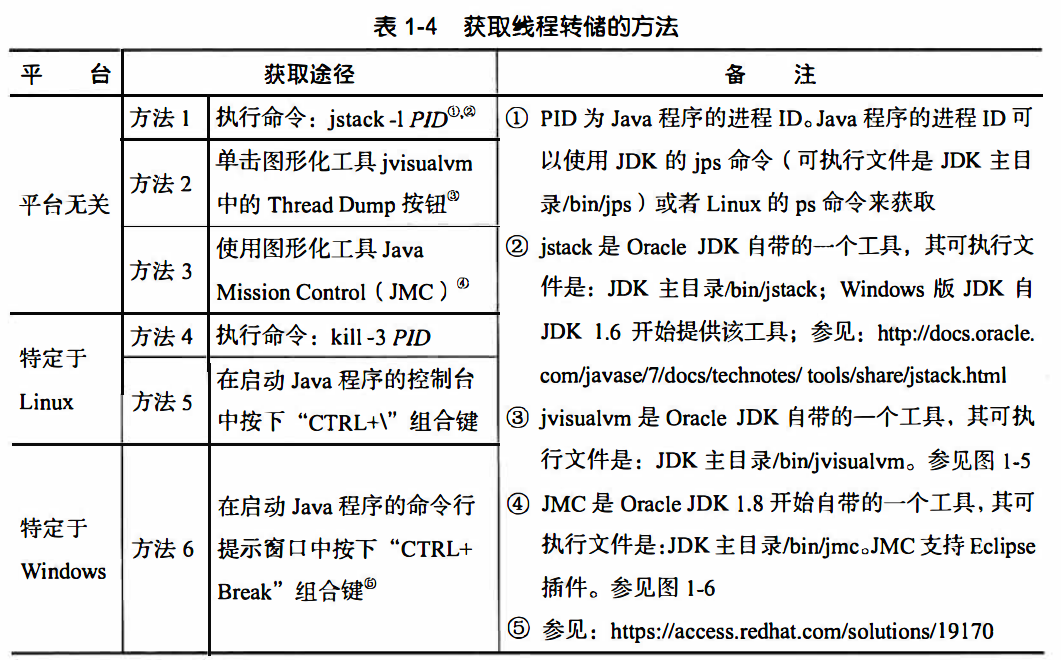 表 1-4 获取线程转储的方法
平 台
获取途径
备 注
平台无关
方法 1
执行命令：jstack -l PID①,②
方法 2
单击图形化工具 jvisualvm
中的 Thread Dump 按钮③
方法 3
使用图形化工具 Java
Mission Control（JMC）④
特定于
Linux
方法 4
执行命令：kill -3 PID
方法 5
在启动 Java 程序的控制台
中按下“CTRL+\”组合键
特定于
Windows
方法 6
在启动 Java 程序的命令行
提示窗口中按下“CTRL+
Break”组合键⑤
① PID 为 Java 程序的进程 ID。Java 程序的进程 ID 可
以使用 JDK 的 jps 命令（可执行文件是 JDK 主目
录/bin/jps）或者 Linux 的 ps 命令来获取
② jstack 是 Oracle JDK 自带的一个工具，其可执行文
件是：JDK 主目录/bin/jstack；Windows 版 JDK 自
JDK 1.6 开始提供该工具；参见：http://docs.oracle.
com/javase/7/docs/technotes/ tools/share/jstack.html
③ jvisualvm 是 Oracle JDK 自带的一个工具，其可执
行文件是：JDK 主目录/bin/jvisualvm。参见图 1-5
④ JMC 是 Oracle JDK 1.8 开始自带的一个工具，其可
执行文件是：JDK 主目录/bin/jmc。JMC 支持 Eclipse
插件。参见图 1-6
⑤ 参见：https://access.redhat.com/solutions/19170